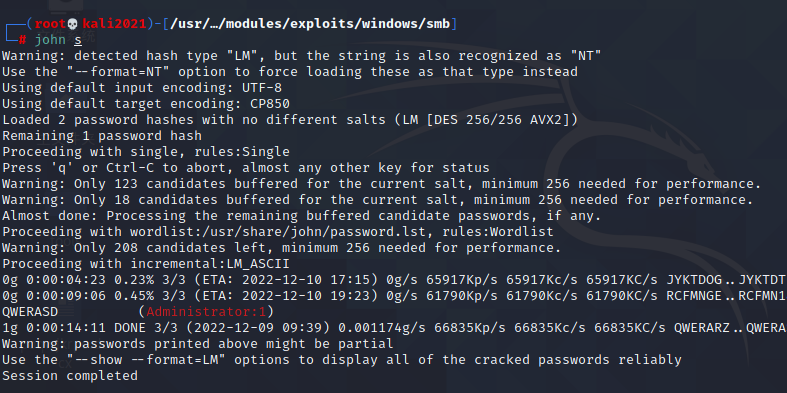 ┌──(root💀kali2021)-[/usr/…/modules/exploits/windows/smb]
└─# john s
Warning: detected hash type "LM", but the string is also recognized as "NT"
Use the "--format=NT" option to force loading these as that type instead
Using default input encoding: UTF-8
Using default target encoding: CP850
Loaded 2 password hashes with no different salts (LM [DES 256/256 AVX2])
Remaining 1 password hash
Proceeding with single, rules:Single
Press 'q' or Ctrl-C to abort, almost any other key for status
Warning: Only 123 candidates buffered for the current salt, minimum 256 needed for performance.
Warning: Only 18 candidates buffered for the current salt, minimum 256 needed for performance.
Almost done: Processing the remaining buffered candidate passwords, if any.
Proceeding with wordlist:/usr/share/john/password.lst, rules:Wordlist
Warning: Only 208 candidates left, minimum 256 needed for performance.
Proceeding with incremental:LM_ASCII
0g 0:00:04:23 0.23% 3/3 (ETA: 2022-12-10 17:15) 0g/s 65917Kp/s 65917Kc/s 65917KC/s JYKTDOG..JYKTDT
0g 0:00:09:06 0.45% 3/3 (ETA: 2022-12-10 19:23) 0g/s 61790Kp/s 61790Kc/s 61790KC/s RCFMNGE..RCFMN1
QWERASD          (Administrator:1)
1g 0:00:14:11 DONE 3/3 (2022-12-09 09:39) 0.001174g/s 66835Kp/s 66835Kc/s 66835KC/s QWERARZ..QWERA
Warning: passwords printed above might be partial
Use the "--show --format=LM" options to display all of the cracked passwords reliably
Session completed